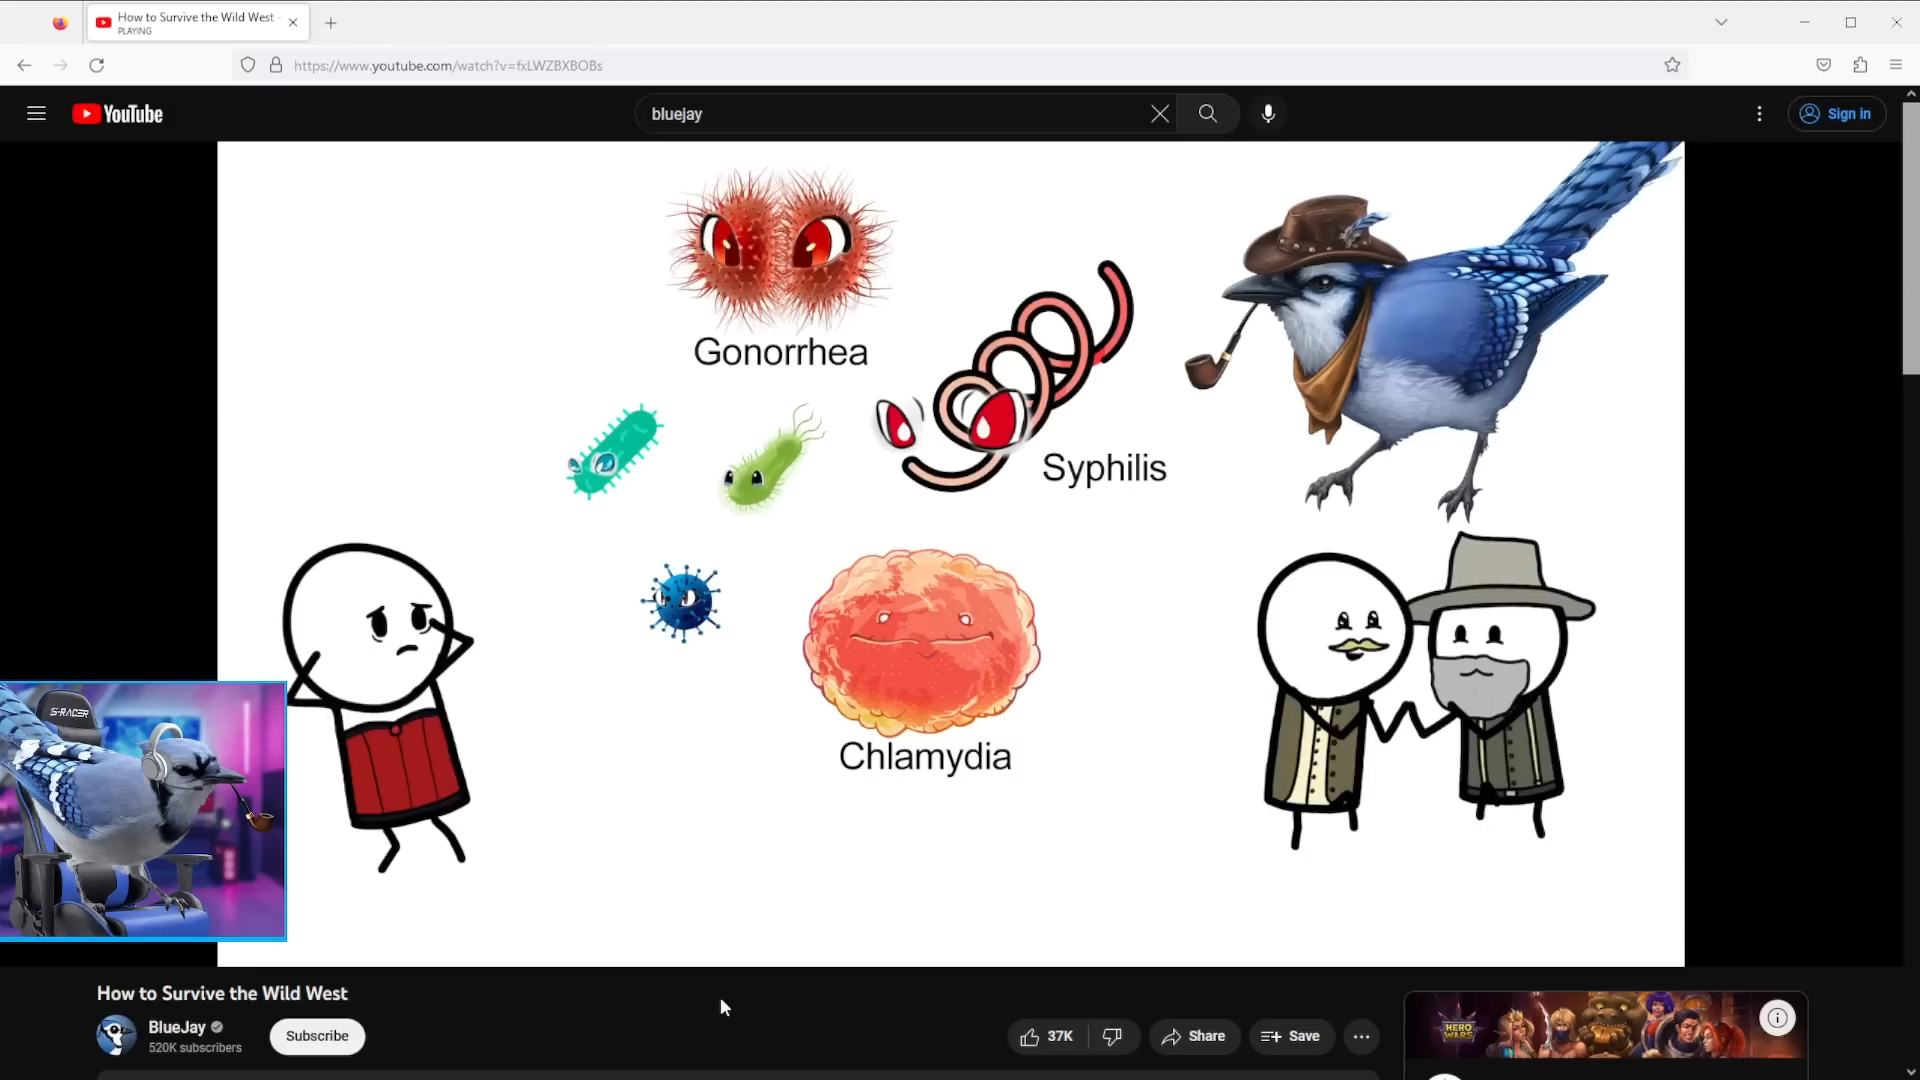 How to Survive the Wild West -
PLAYING
https://www.youtube.com/watch?v=fxLWZBXBOBs
YouTube
bluejay
Sign in
Gonorrhea
Syphilis
Chlamydia
S-RACER
How to Survive the Wild West
BlueJay
520K subscribers
Subscribe
37K
Share
Save
HERO
WARS